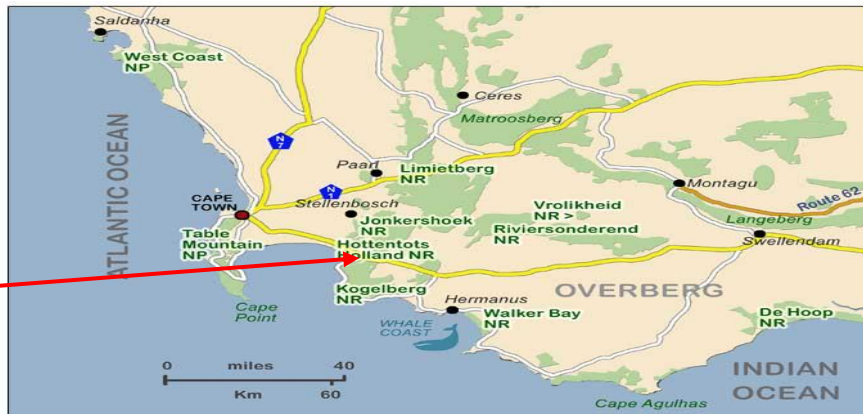 Saldanha
West Coast
NP
Ceres
Matroosberg
ATLANTIC OCEAN
N
7
Paarl
Limietberg
NR
N
1
Montagu
Route 62
CAPE
TOWN
Stellenbosch
Jonkershoek
NR
Vrolikheid
NR >
Riviersonderend
NR
Langeberg
Swellendam
Table
Mountain
NP
Hottentots
Holland NR
Kogelberg
NR
OVERBERG
Cape
Point
Hermanus
WHALE
COAST
Walker Bay
NR
De Hoop
NR
0 miles 40
Km 60
INDIAN
OCEAN
Cape Agulhas